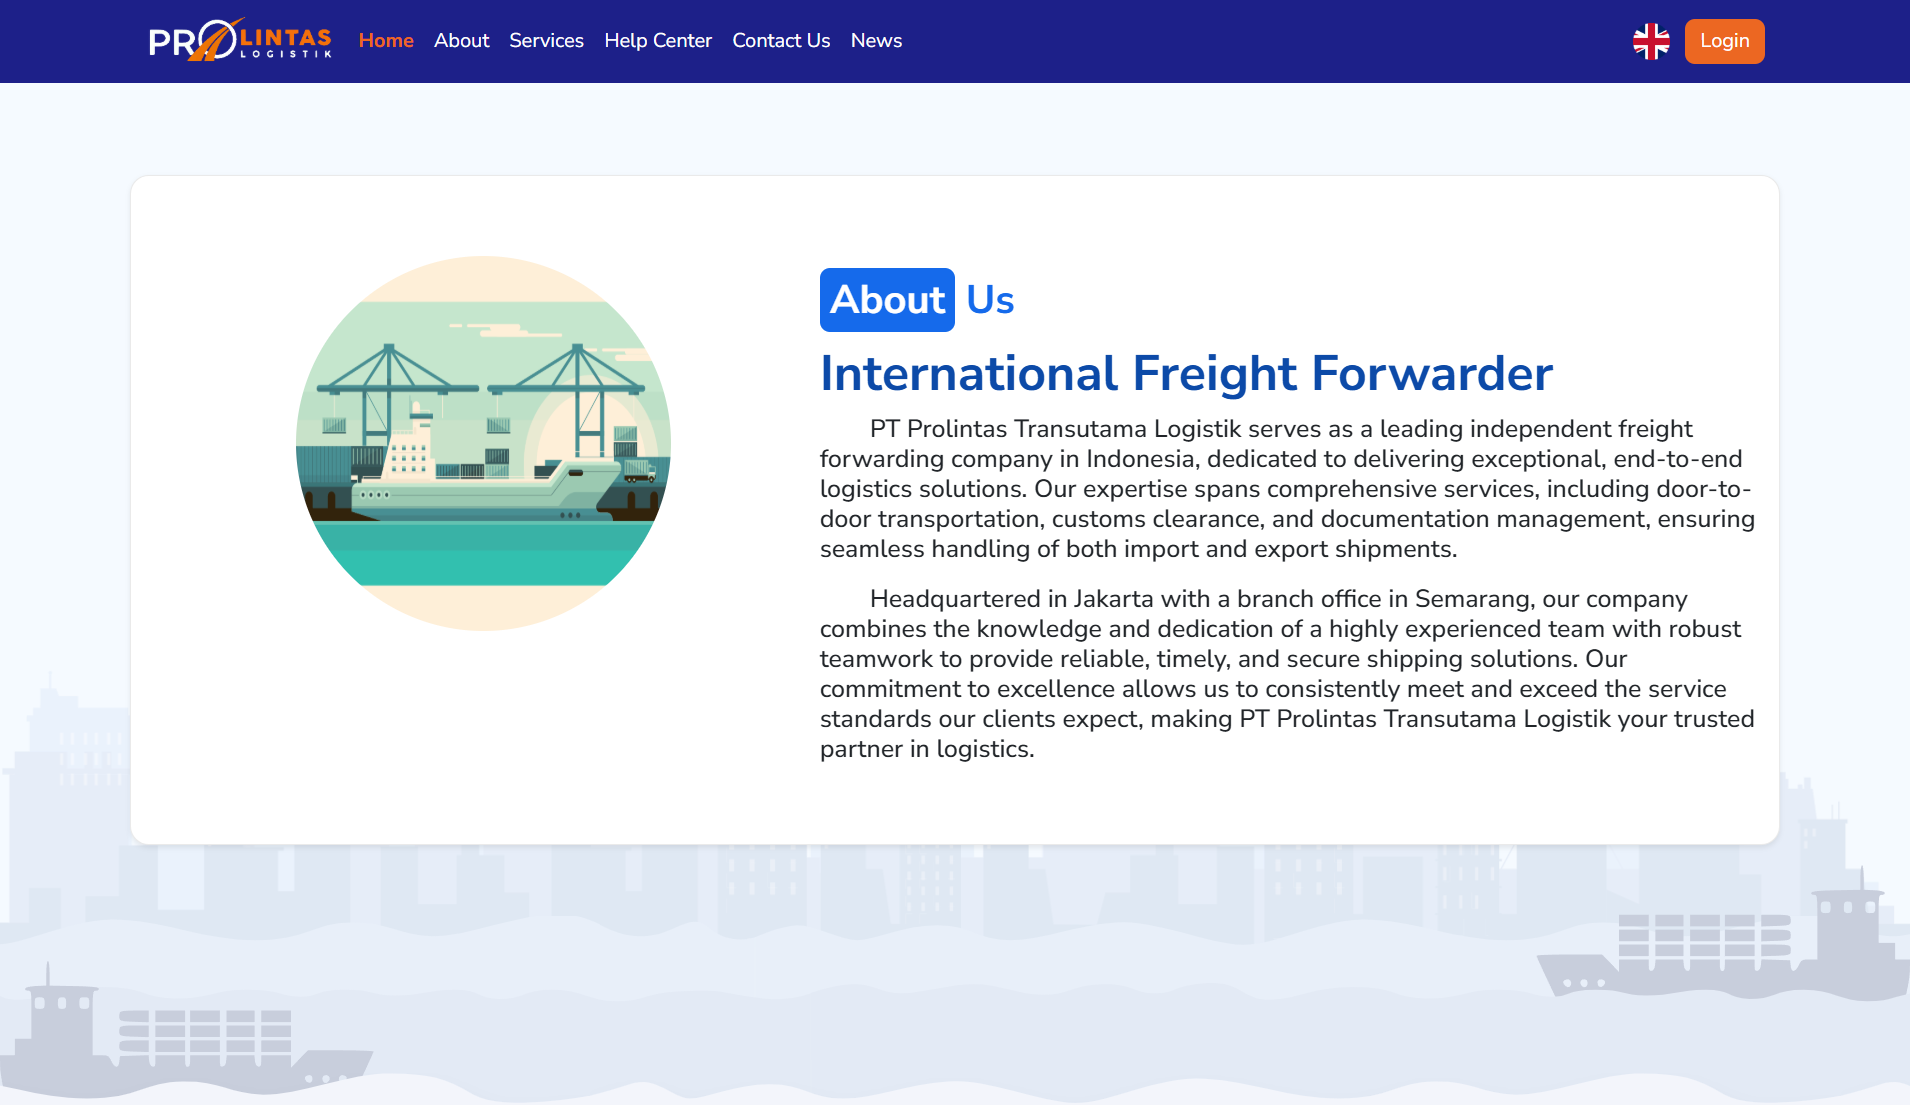 PROLINTAS
LOGISTIK
Home About Services Help Center Contact Us News
Login
About Us
International Freight Forwarder
PT Prolintas Transutama Logistik serves as a leading independent freight
forwarding company in Indonesia, dedicated to delivering exceptional, end-to-end
logistics solutions. Our expertise spans comprehensive services, including door-to-
door transportation, customs clearance, and documentation management, ensuring
seamless handling of both import and export shipments.
Headquartered in Jakarta with a branch office in Semarang, our company
combines the knowledge and dedication of a highly experienced team with robust
teamwork to provide reliable, timely, and secure shipping solutions. Our
commitment to excellence allows us to consistently meet and exceed the service
standards our clients expect, making PT Prolintas Transutama Logistik your trusted
partner in logistics.